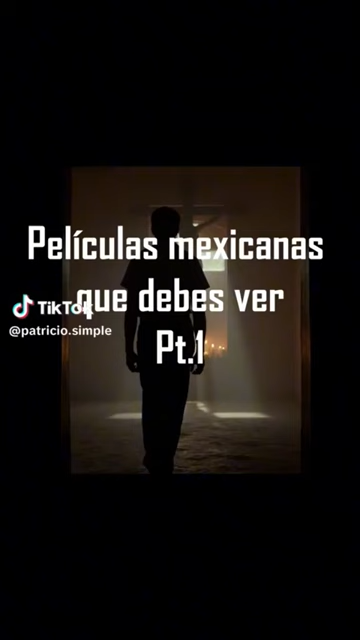 Películas mexicanas
que debes ver
Pt.1
TikTok
@patricio.simple